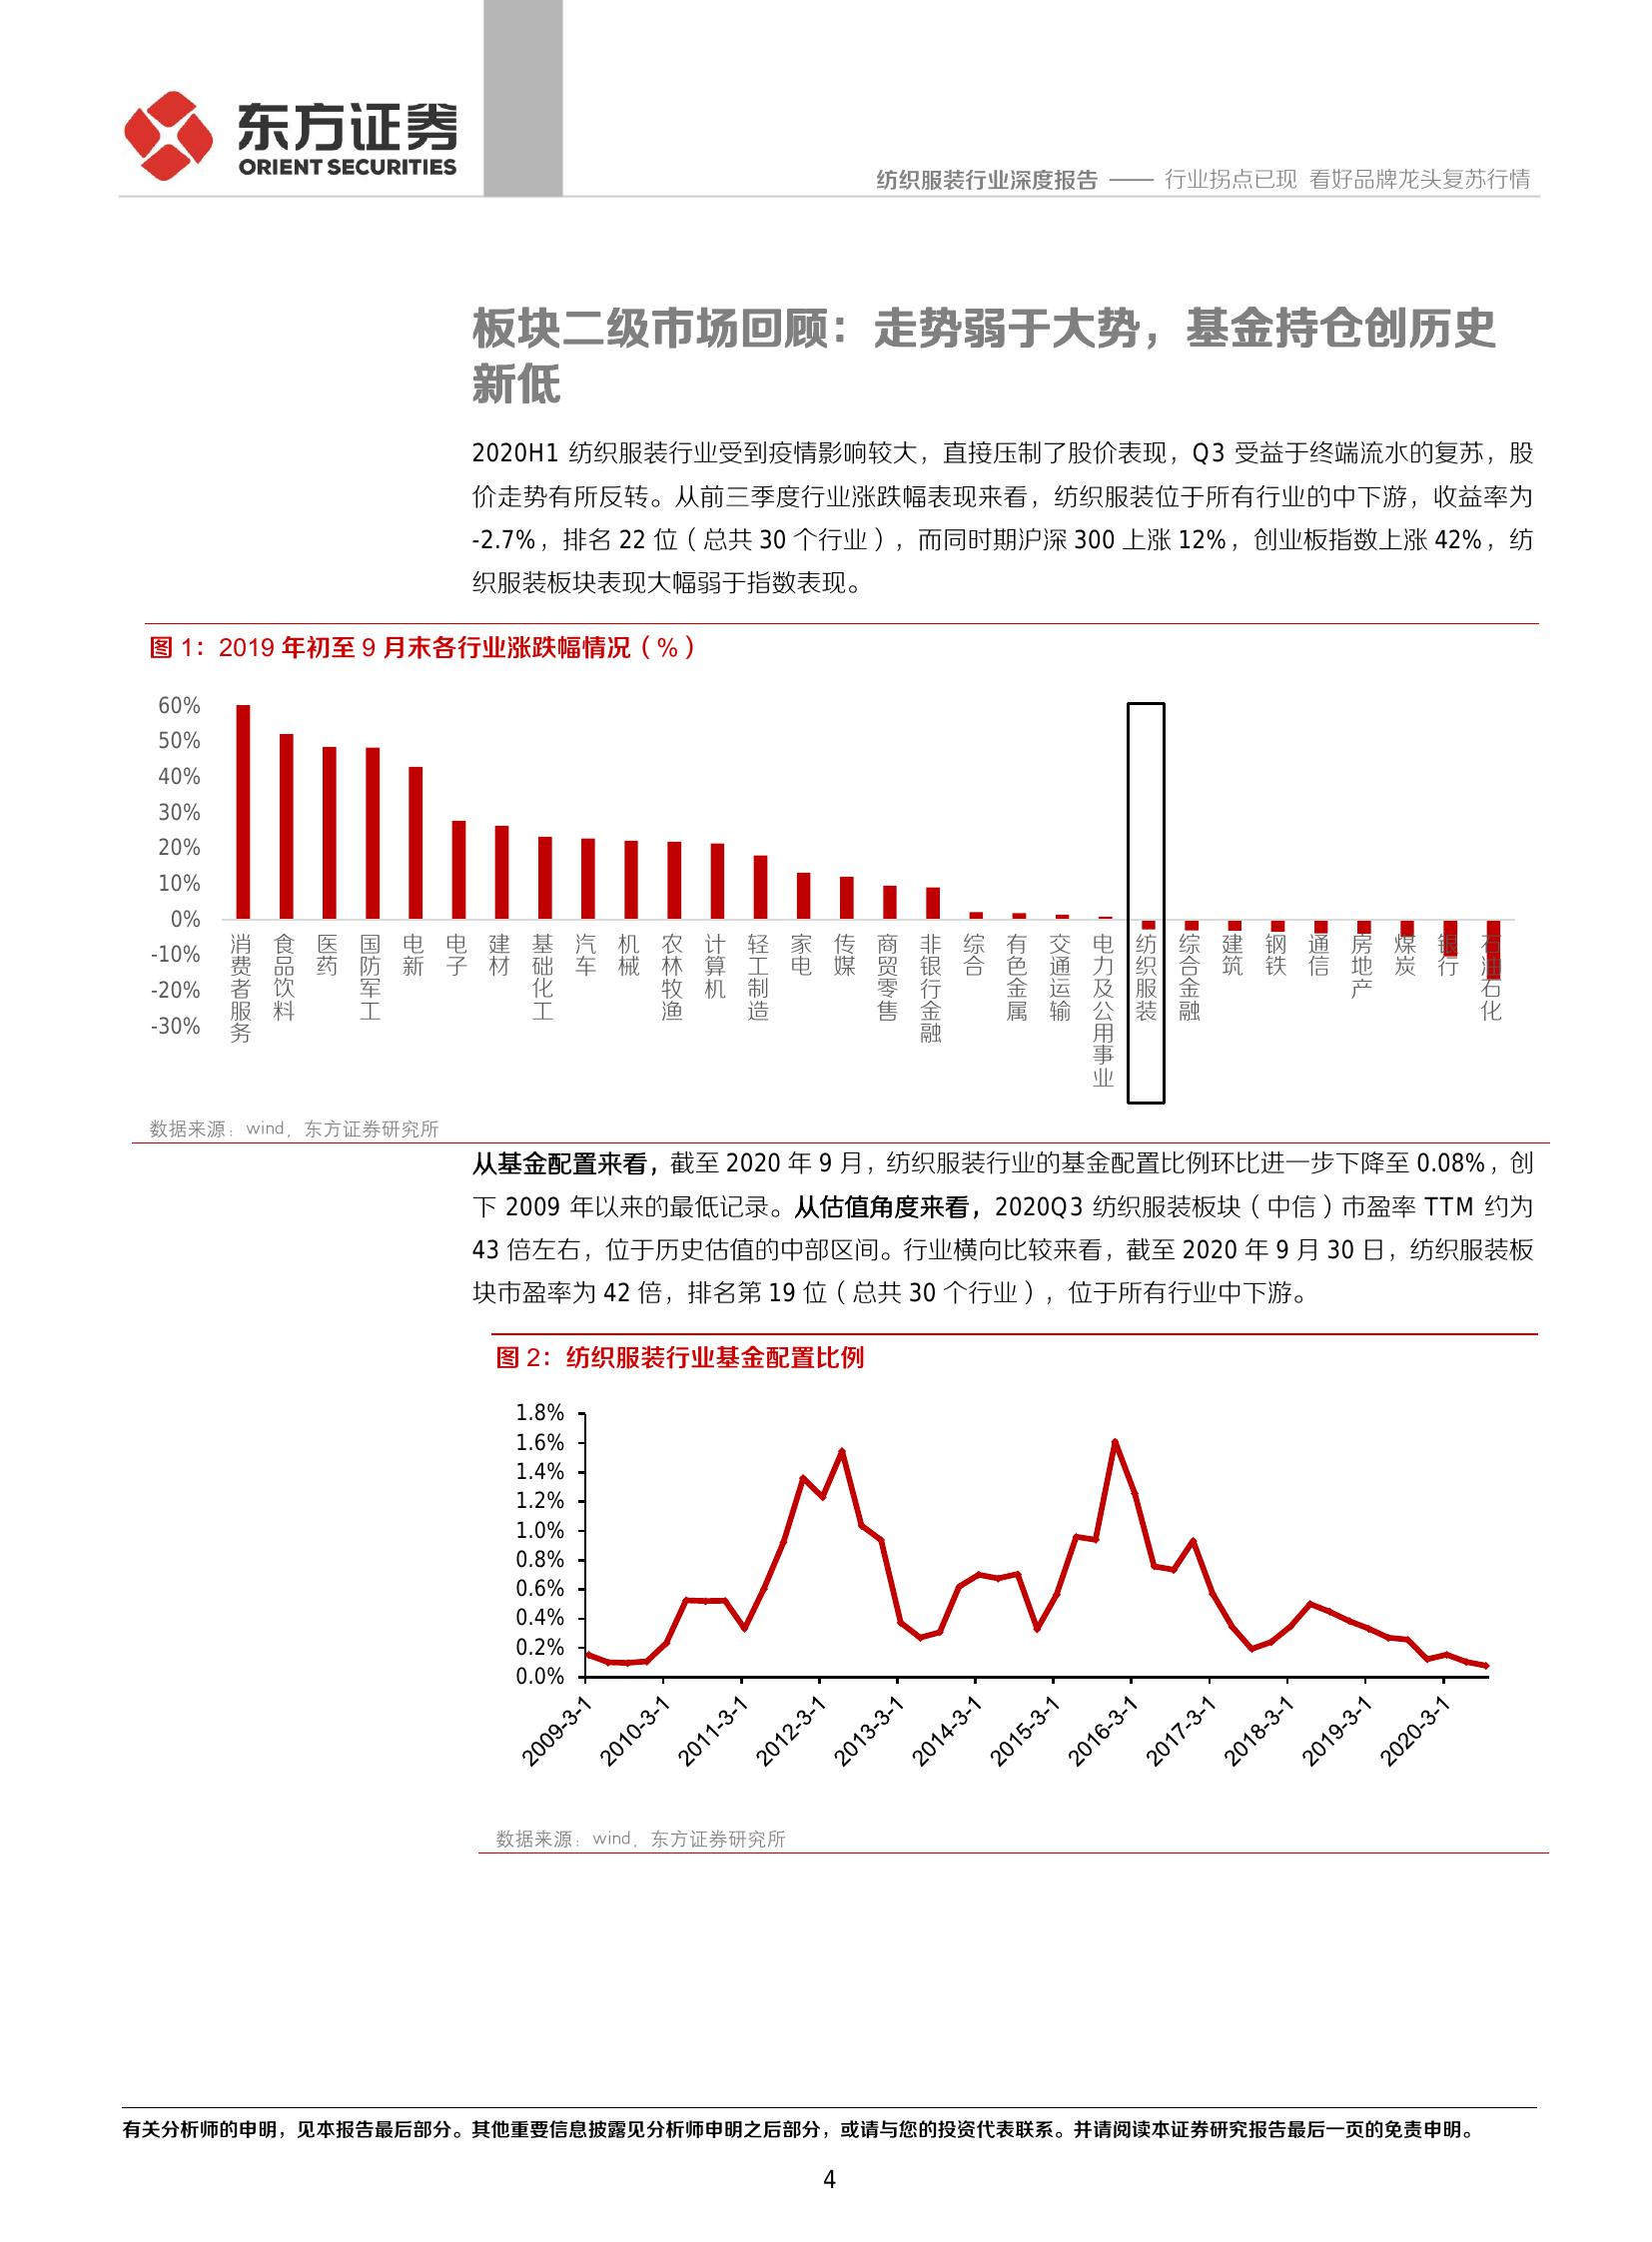 东方证券
ORIENT SECURITIES
纺织服装行业深度报告 —— 行业拐点已现 看好品牌龙头复苏行情
板块二级市场回顾：走势弱于大势，基金持仓创历史
新低
2020H1 纺织服装行业受到疫情影响较大，直接压制了股价表现，Q3 受益于终端流水的复苏，股
价走势有所反转。从前三季度行业涨跌幅表现来看，纺织服装位于所有行业的中下游，收益率为
-2.7%，排名 22 位（总共 30 个行业），而同时期沪深 300 上涨 12%，创业板指数上涨 42%，纺
织服装板块表现大幅弱于指数表现。
图 1：2019 年初至 9 月末各行业涨跌幅情况（%）
60%
50%
40%
30%
20%
10%
0%
-10%
-20%
-30%
消费者服务
食品饮料
医药
国防军工
电新
电子
建材
基础化工
汽车
机械
农林牧渔
计算机
轻工制造
家电
传媒
商贸零售
非银行金融
综合
有色金属
交通运输
电力及公用事业
纺织服装
综合金融
建筑
钢铁
通信
房地产
煤炭
银行
石油石化
数据来源：wind，东方证券研究所
从基金配置来看，截至 2020 年 9 月，纺织服装行业的基金配置比例环比进一步下降至 0.08%，创
下 2009 年以来的最低记录。从估值角度来看，2020Q3 纺织服装板块（中信）市盈率 TTM 约为
43 倍左右，位于历史估值的中部区间。行业横向比较来看，截至 2020 年 9 月 30 日，纺织服装板
块市盈率为 42 倍，排名第 19 位（总共 30 个行业），位于所有行业中下游。
图 2：纺织服装行业基金配置比例
1.8%
1.6%
1.4%
1.2%
1.0%
0.8%
0.6%
0.4%
0.2%
0.0%
2009-3-1
2010-3-1
2011-3-1
2012-3-1
2013-3-1
2014-3-1
2015-3-1
2016-3-1
2017-3-1
2018-3-1
2019-3-1
2020-3-1
数据来源：wind，东方证券研究所
有关分析师的申明，见本报告最后部分。其他重要信息披露见分析师申明之后部分，或请与您的投资代表联系。并请阅读本证券研究报告最后一页的免责申明。
4